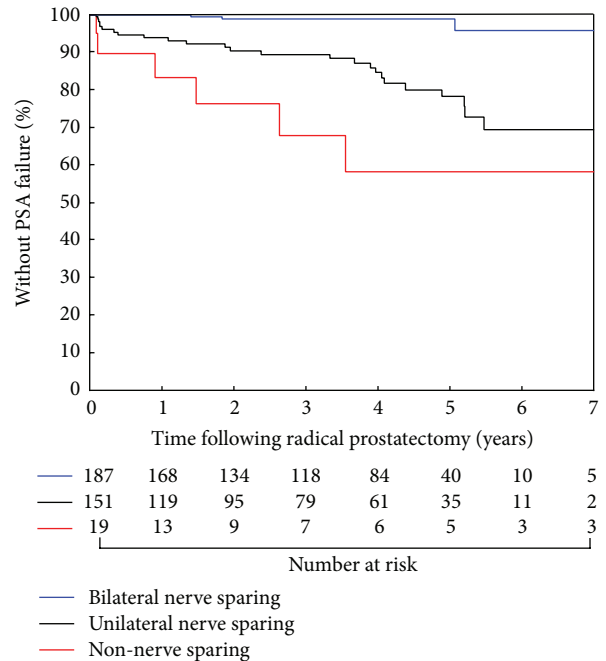 100
90
80
70
60
50
40
30
20
10
0
Without PSA failure (%)
0 1 2 3 4 5 6 7
Time following radical prostatectomy (years)
187 168 134 118 84 40 10 5
151 119 95 79 61 35 11 2
19 13 9 7 6 5 3 3
Number at risk
Bilateral nerve sparing
Unilateral nerve sparing
Non-nerve sparing